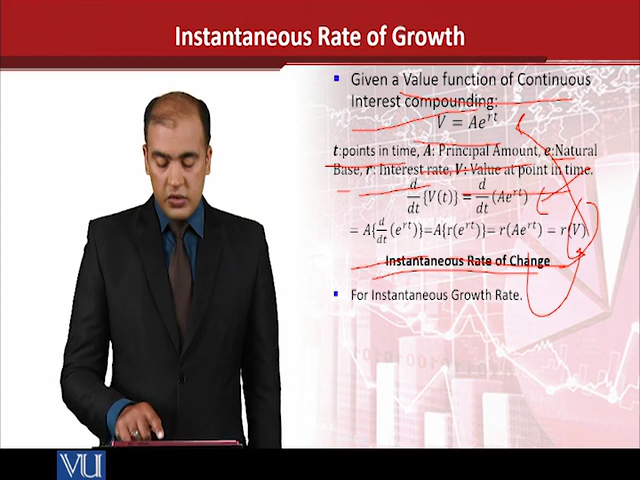 Instantaneous Rate of Growth
▪ Given a Value function of Continuous
Interest compounding:
V = Ae^{rt}
t:points in time, A: Principal Amount, e:Natural
Base, r: Interest rate, V: Value at point in time.
d/dt {V(t)} = d/dt (Ae^{rt})
= A{d/dt (e^{rt})}=A{r(e^{rt})}= r(Ae^{rt}) = r(V)
Instantaneous Rate of Change
▪ For Instantaneous Growth Rate.
VU